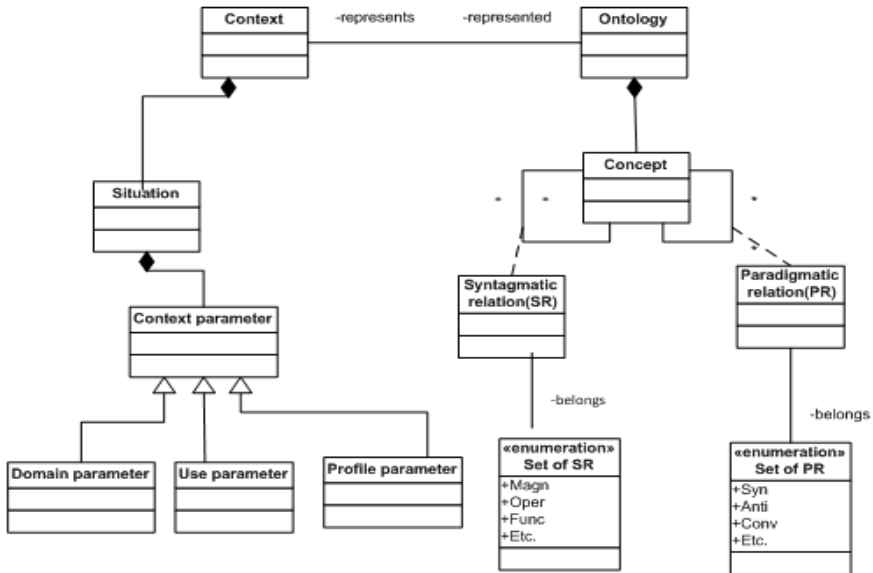 Context
-represents
-represented
Ontology
Concept
*
*
*
*
Situation
Syntagmatic
relation(SR)
Paradigmatic
relation(PR)
Context parameter
-belongs
-belongs
Domain parameter
Use parameter
Profile parameter
«enumeration»
Set of SR
+Magn
+Oper
+Func
+Etc.
«enumeration»
Set of PR
+Syn
+Anti
+Conv
+Etc.